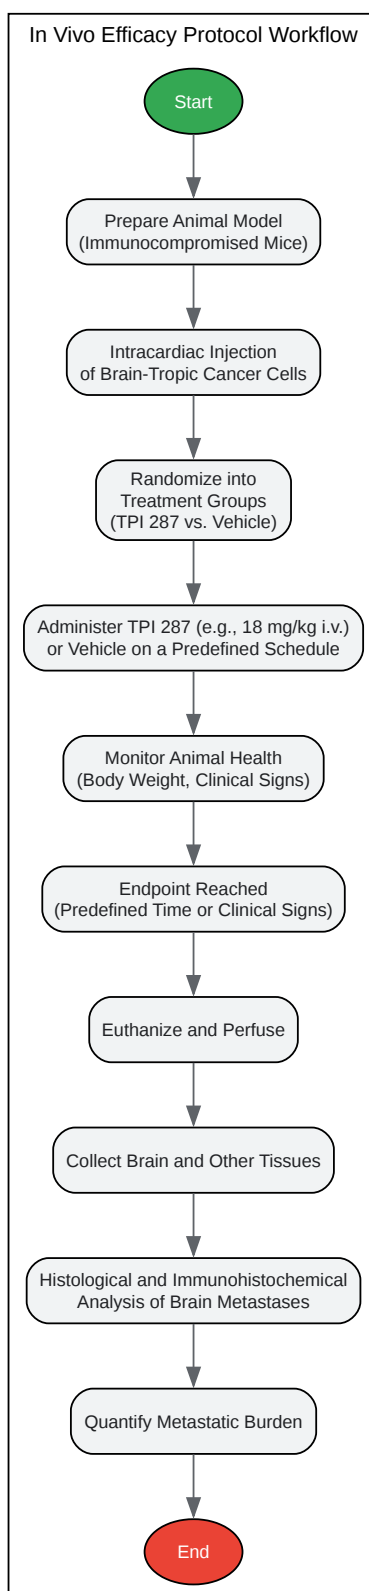 In Vivo Efficacy Protocol Workflow
Start
Prepare Animal Model
(Immunocompromised Mice)
Intracardiac Injection
of Brain-Tropic Cancer Cells
Randomize into
Treatment Groups
(TPI 287 vs. Vehicle)
Administer TPI 287 (e.g., 18 mg/kg i.v.)
or Vehicle on a Predefined Schedule
Monitor Animal Health
(Body Weight, Clinical Signs)
Endpoint Reached
(Predefined Time or Clinical Signs)
Euthanize and Perfuse
Collect Brain and Other Tissues
Histological and Immunohistochemical
Analysis of Brain Metastases
Quantify Metastatic Burden
End